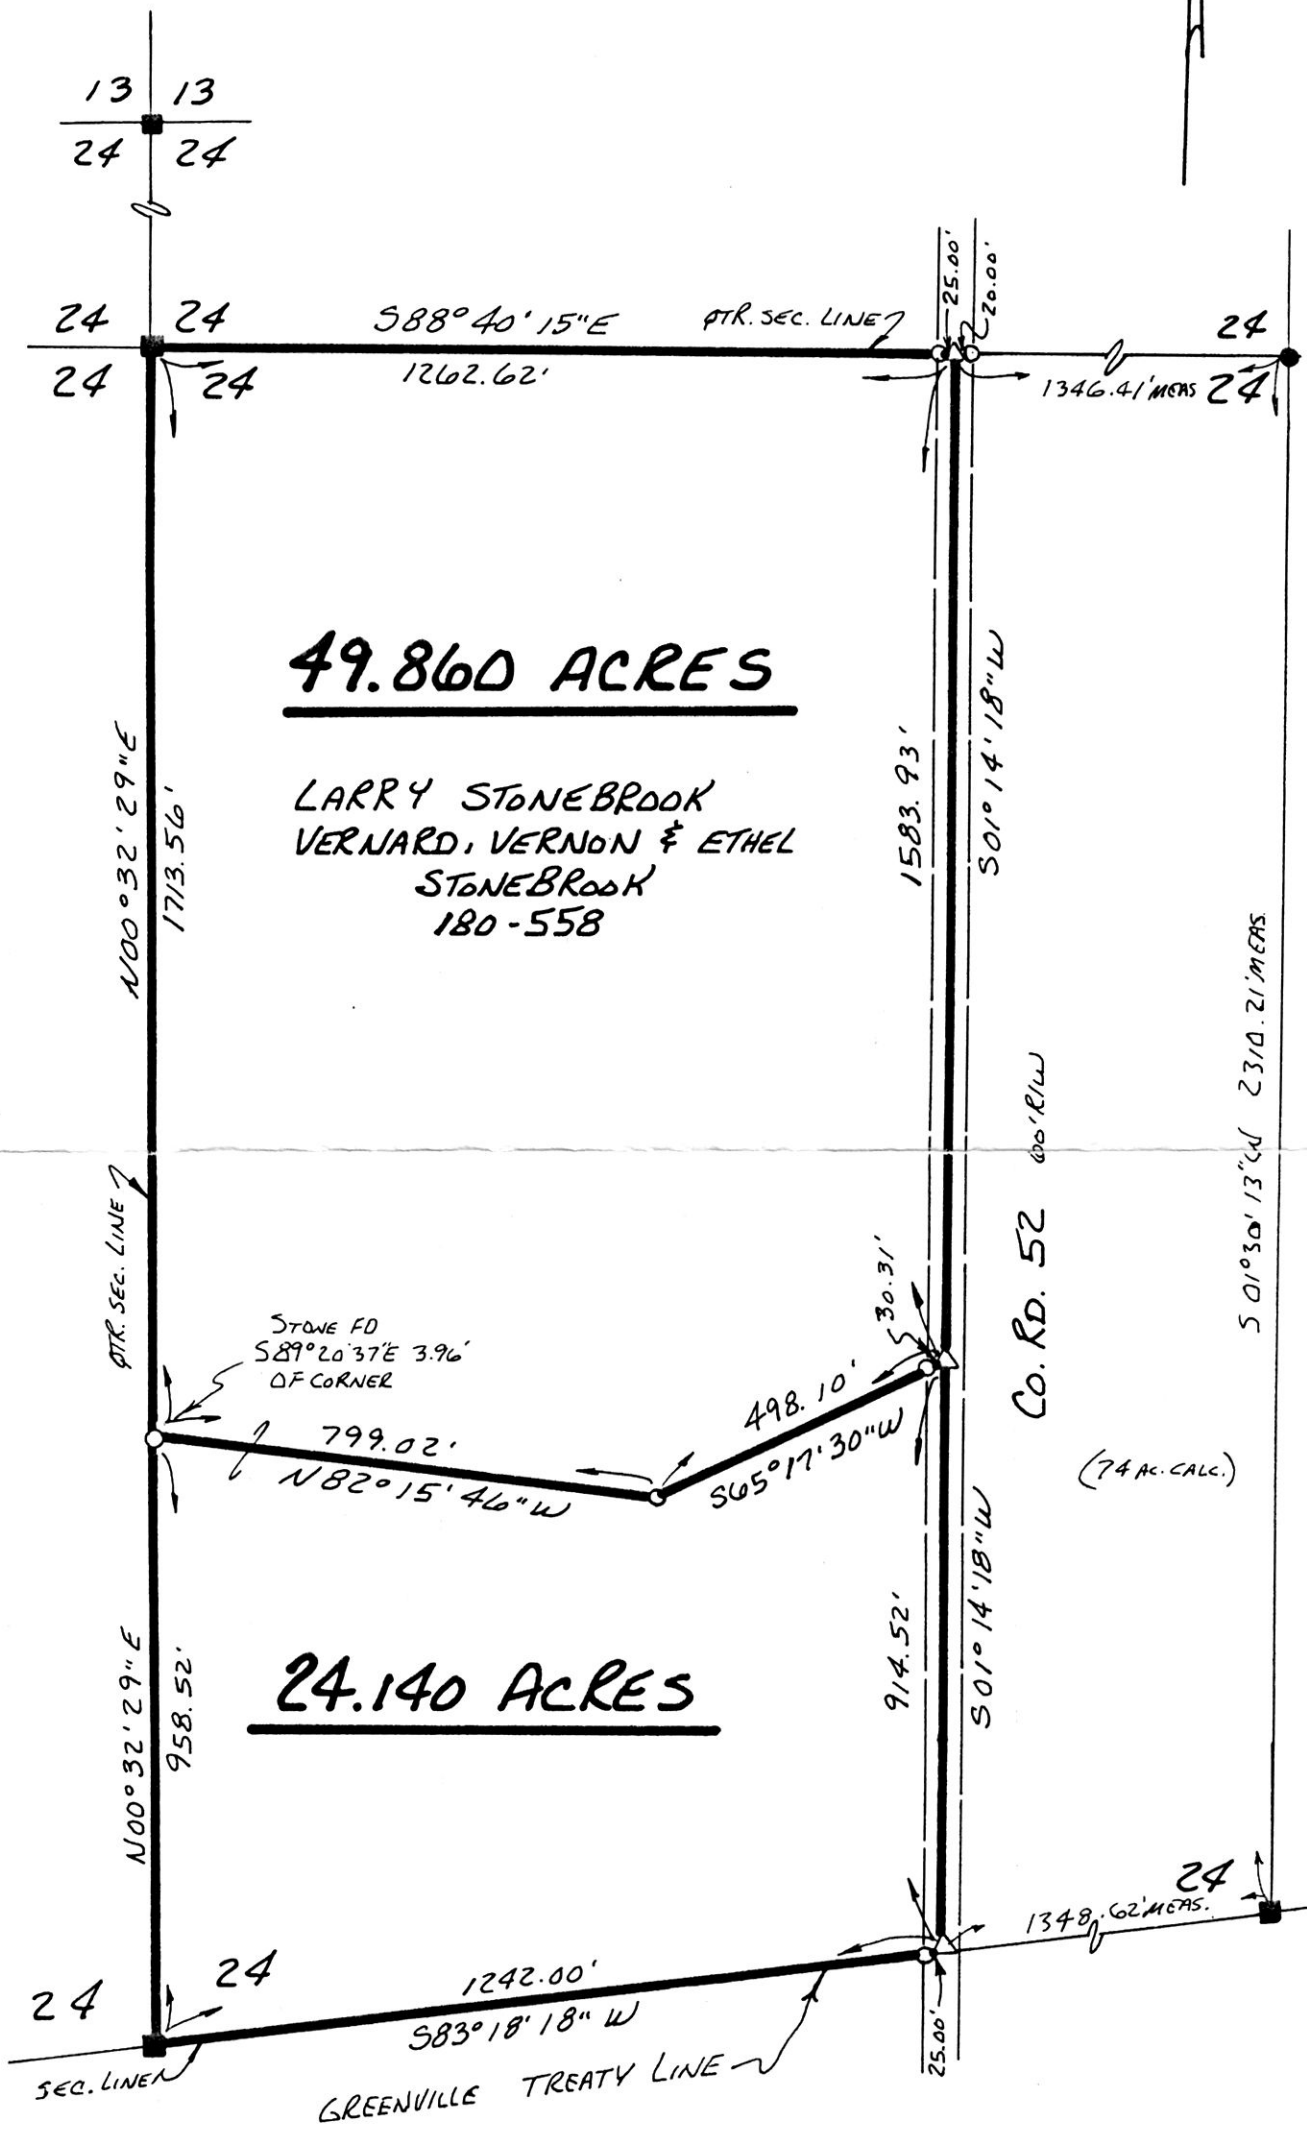 13 13
24 24
24 24
24 24
S88°40'15"E
1262.62'
QTR. SEC. LINE
25.00'
20.00'
1346.41' MEAS
24
24
49.860 ACRES
LARRY STONEBROOK
VERNARD, VERNON & ETHEL
STONEBROOK
180-558
N00°32'29"E
1713.56'
1583.93'
S01°14'18"W
S01°30'13"W 2310.21' MEAS.
CO. RD. 52 60' R/W
QTR. SEC. LINE
STONE FD
S89°20'37"E 3.96'
OF CORNER
30.31'
799.02'
N82°15'46"W
498.10'
S65°17'30"W
(74 AC. CALC.)
24.140 ACRES
N00°32'29"E
958.52'
914.52'
S01°14'18"W
24
1348.62' MEAS.
24 24
1242.00'
S83°18'18"W
25.00'
SEC. LINE
GREENVILLE TREATY LINE